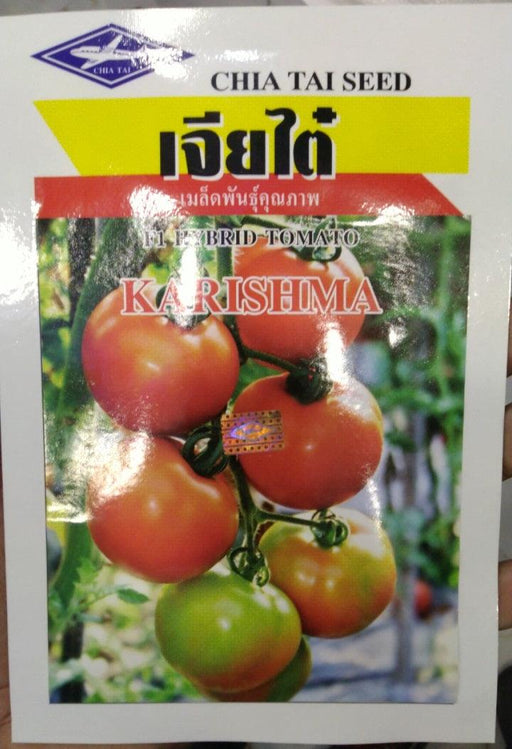 CHIA TAI
CHIA TAI SEED
เจียไต๋
เมล็ดพันธุ์คุณภาพ
F1 HYBRID TOMATO
KARISHMA